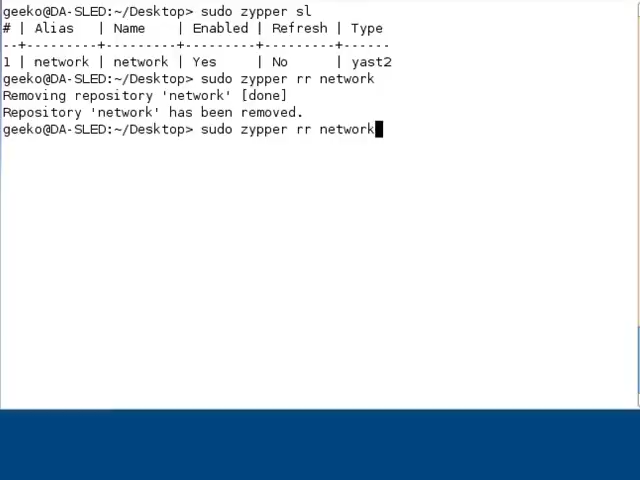 geeko@DA-SLED:~/Desktop> sudo zypper sl
# | Alias   | Name    | Enabled | Refresh | Type
--+---------+---------+---------+---------+------
1 | network | network | Yes     | No      | yast2
geeko@DA-SLED:~/Desktop> sudo zypper rr network
Removing repository 'network' [done]
Repository 'network' has been removed.
geeko@DA-SLED:~/Desktop> sudo zypper rr network